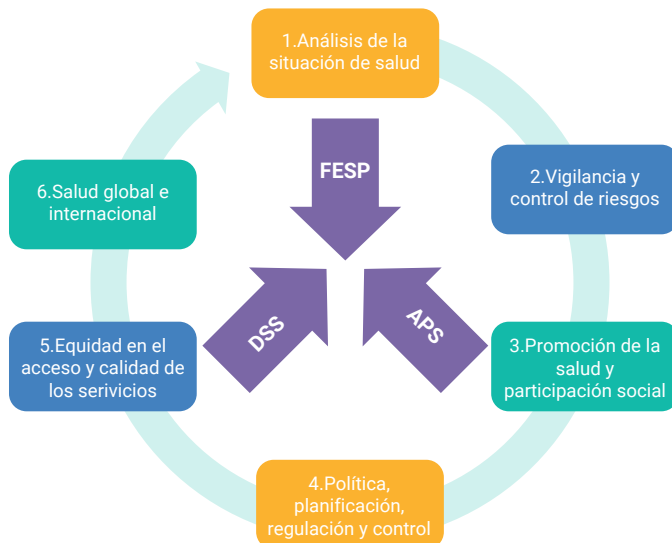 1.Análisis de la
situación de salud
FESP
2.Vigilancia y
control de riesgos
6.Salud global e
internacional
DSS
APS
5.Equidad en el
acceso y calidad de
los serivicios
3.Promoción de la
salud y
participación social
4.Política,
planificación,
regulación y control